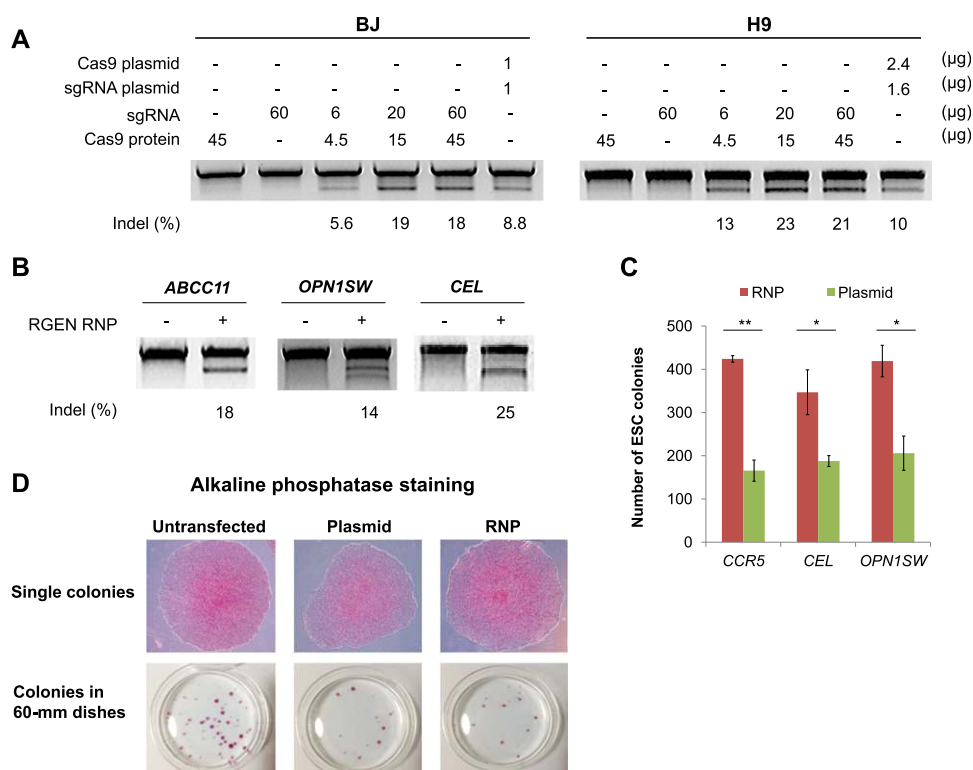 A
BJ
H9
Cas9 plasmid - - - - - 1 - - - - - 2.4 (µg)
sgRNA plasmid - - - - - 1 - - - - - 1.6 (µg)
sgRNA - 60 6 20 60 - - 60 6 20 60 - (µg)
Cas9 protein 45 - 4.5 15 45 - 45 - 4.5 15 45 - (µg)
Indel (%) 5.6 19 18 8.8 13 23 21 10
B
ABCC11 OPN1SW CEL
RGEN RNP - + - + - +
Indel (%) 18 14 25
C
RNP Plasmid
** * *
500
400
300
200
100
0
Number of ESC colonies
CCR5 CEL OPN1SW
D
Alkaline phosphatase staining
Untransfected Plasmid RNP
Single colonies
Colonies in
60-mm dishes